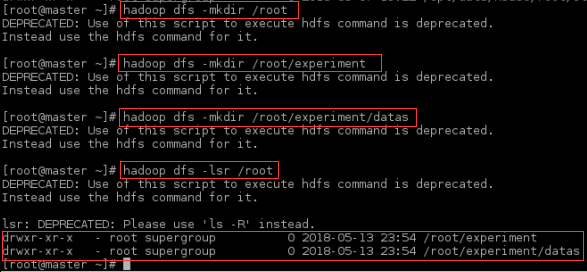 [root@master ~]# hadoop dfs -mkdir /root
DEPRECATED: Use of this script to execute hdfs command is deprecated.
Instead use the hdfs command for it.
[root@master ~]# hadoop dfs -mkdir /root/experiment
DEPRECATED: Use of this script to execute hdfs command is deprecated.
Instead use the hdfs command for it.
[root@master ~]# hadoop dfs -mkdir /root/experiment/datas
DEPRECATED: Use of this script to execute hdfs command is deprecated.
Instead use the hdfs command for it.
[root@master ~]# hadoop dfs -lsr /root
DEPRECATED: Use of this script to execute hdfs command is deprecated.
Instead use the hdfs command for it.
lsr: DEPRECATED: Please use 'ls -R' instead.
drwxr-xr-x - root supergroup 0 2018-05-13 23:54 /root/experiment
drwxr-xr-x - root supergroup 0 2018-05-13 23:54 /root/experiment/datas
[root@master ~]#